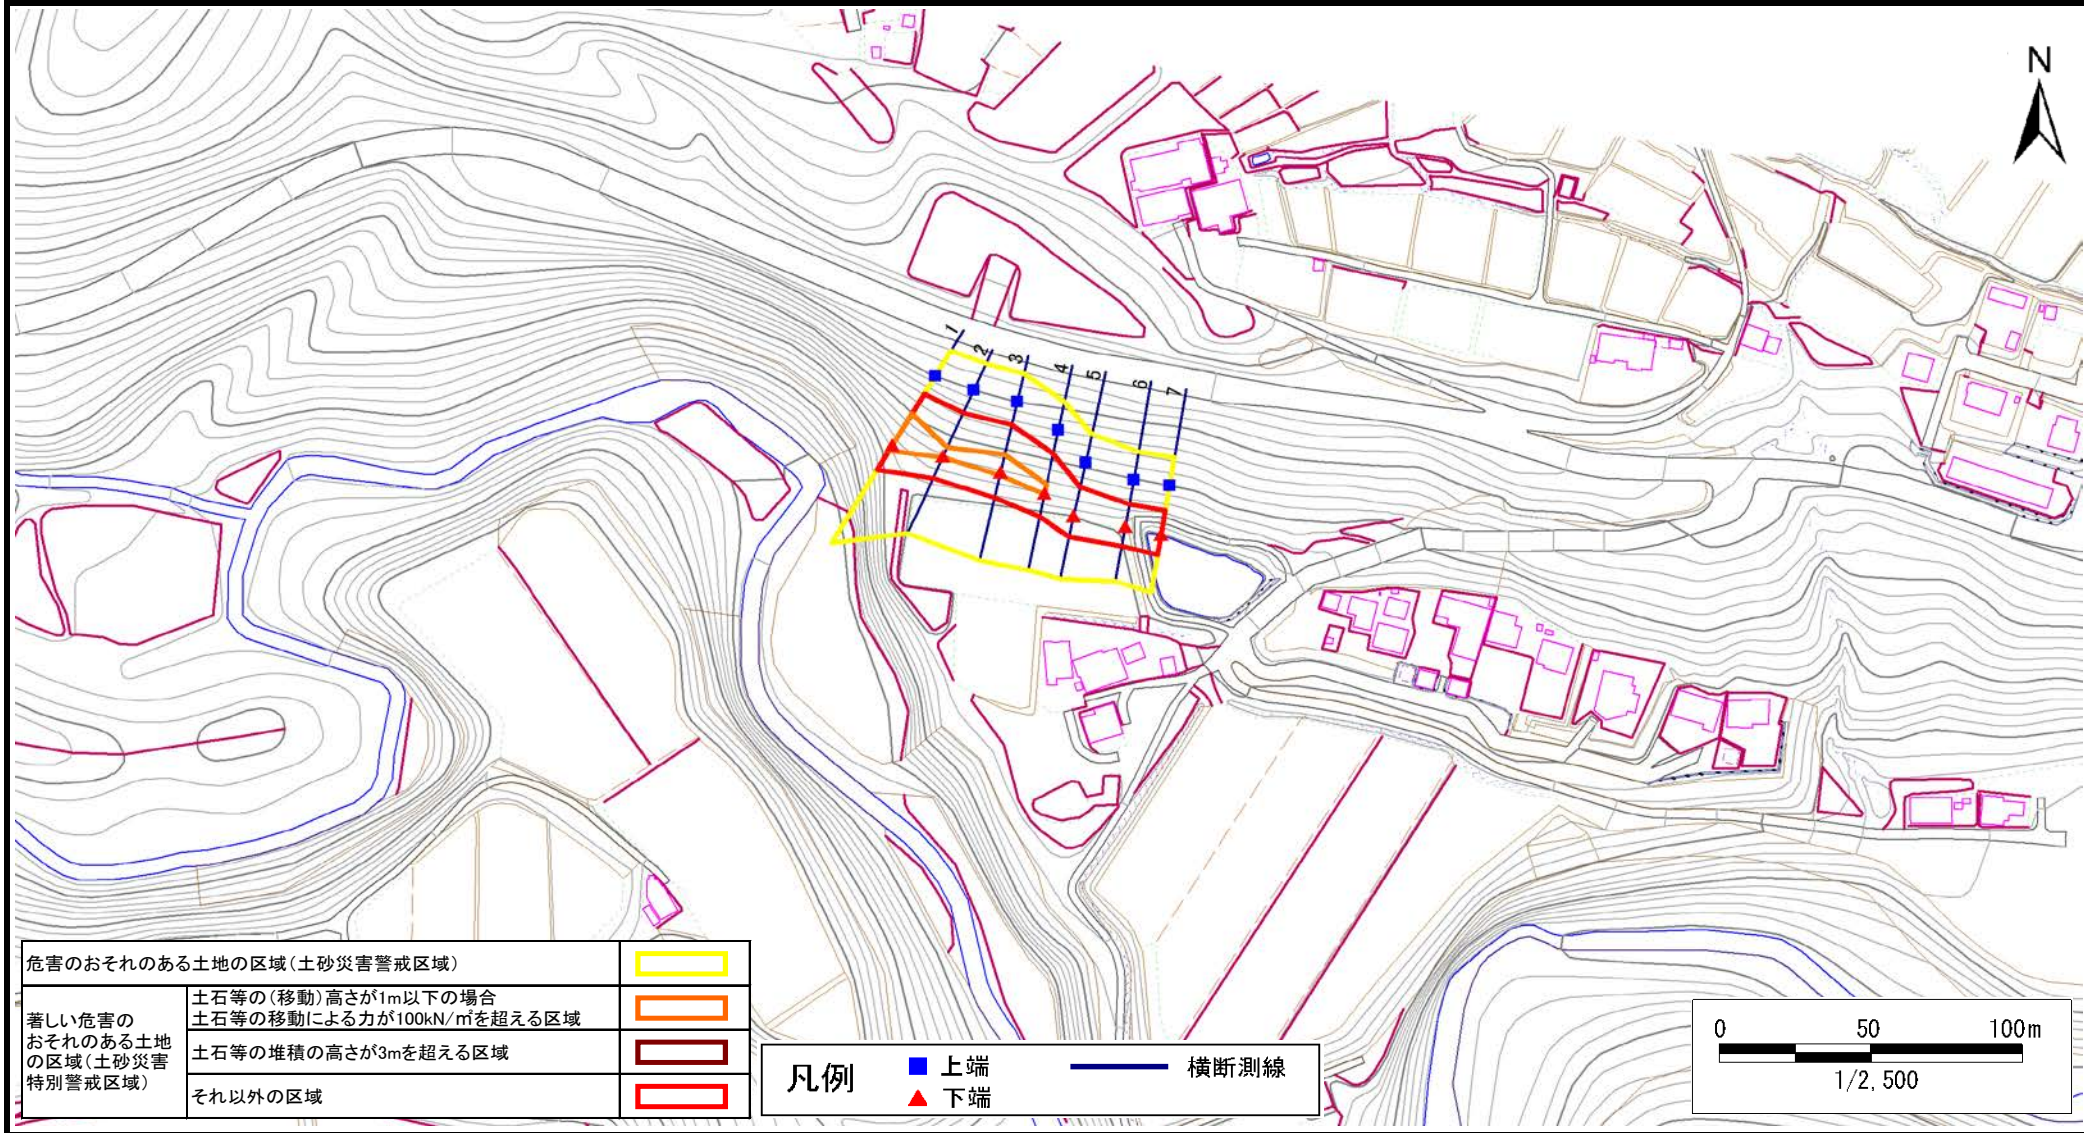 N
1
2
3
4
5
6
7
危害のおそれのある土地の区域(土砂災害警戒区域)
著しい危害の
おそれのある土地
の区域(土砂災害
特別警戒区域)
土石等の(移動)高さが1m以下の場合
土石等の移動による力が100kN/㎡を超える区域
土石等の堆積の高さが3mを超える区域
それ以外の区域
凡例
上端
下端
横断測線
0 50 100m
1/2,500